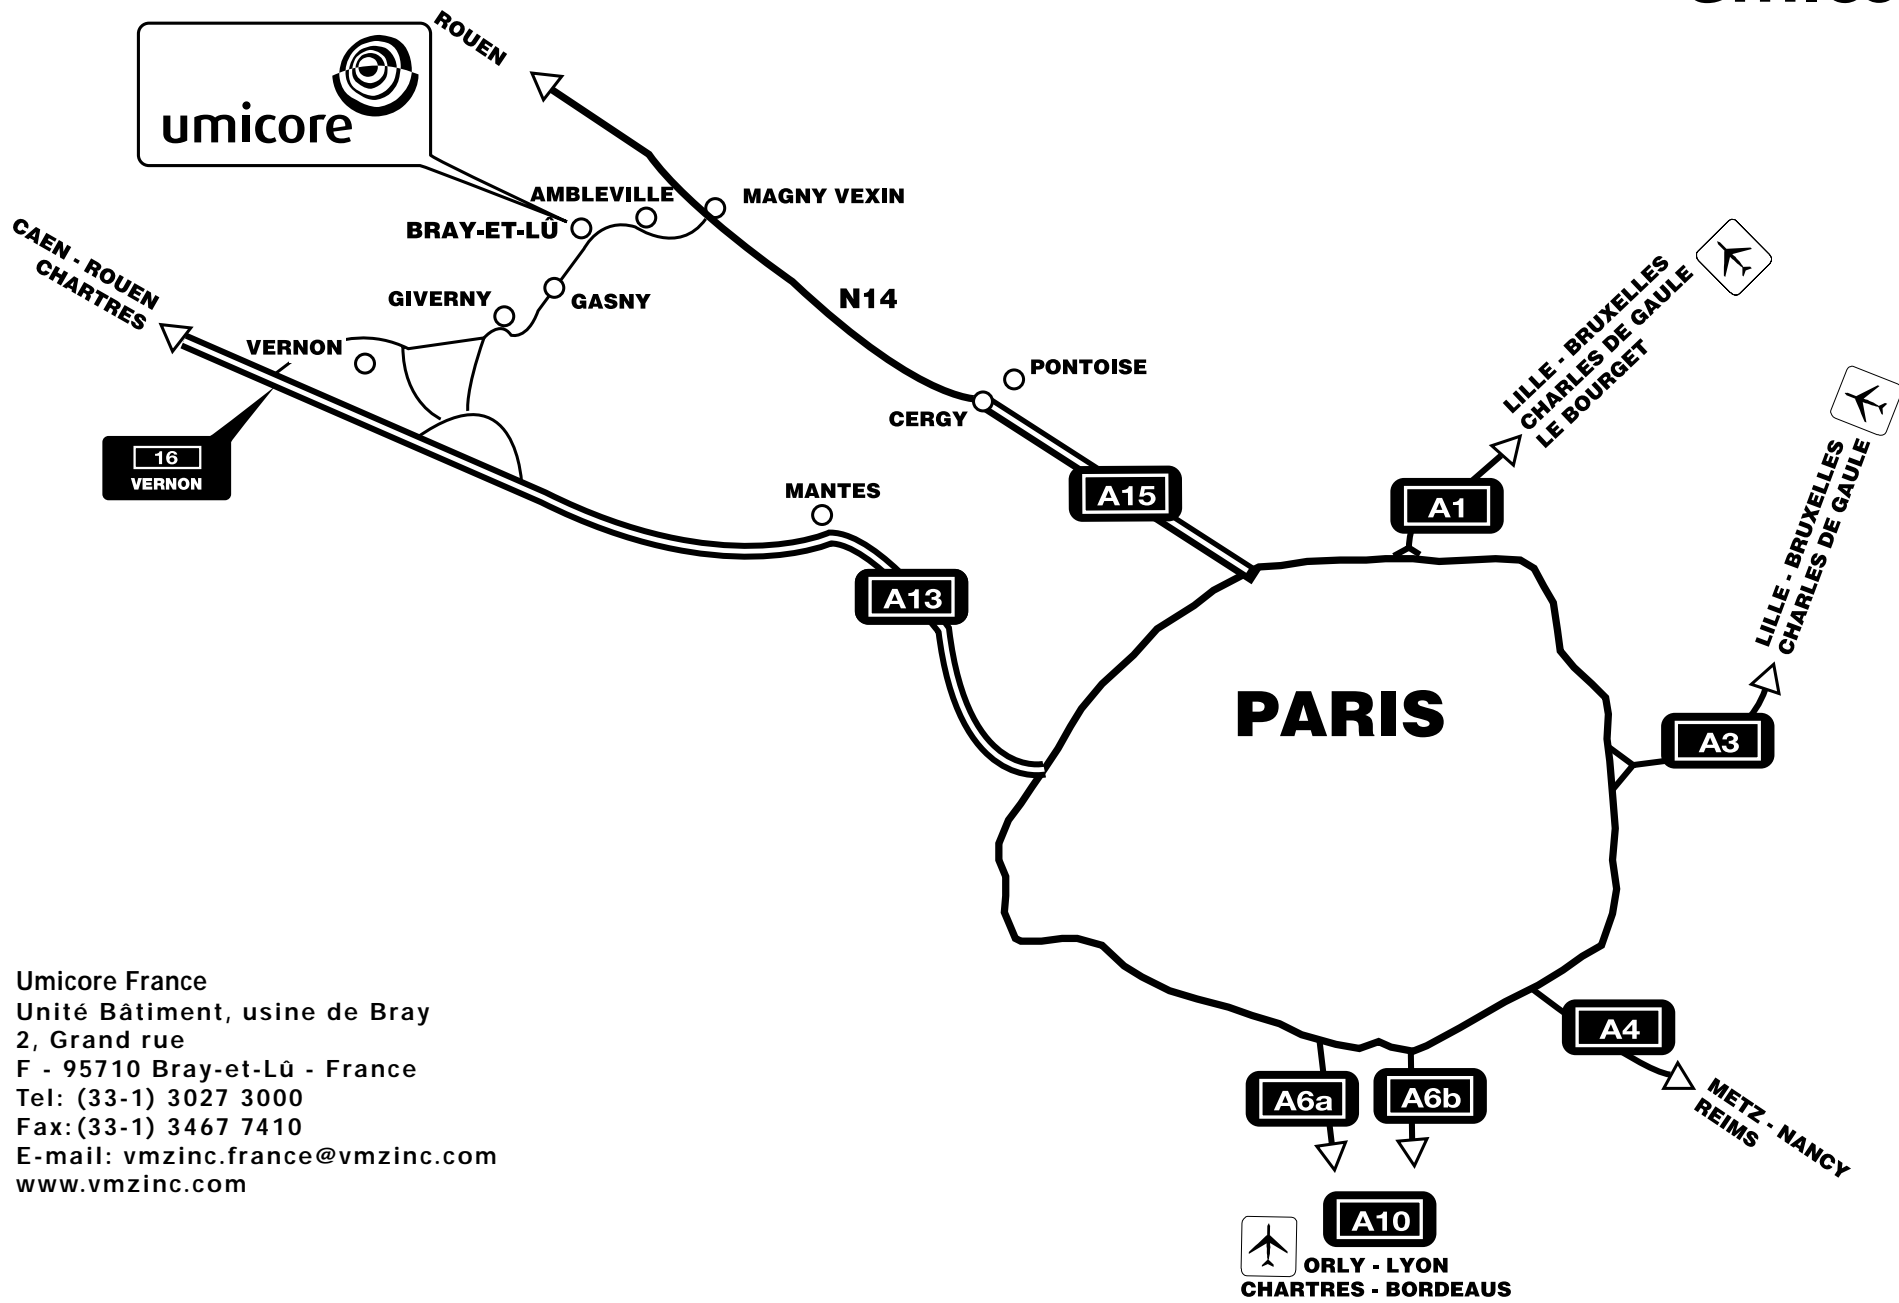 ROUEN
umicore
AMBLEVILLE
MAGNY VEXIN
BRAY-ET-LÛ
CAEN - ROUEN
CHARTRES
GIVERNY
GASNY
N14
VERNON
16
VERNON
PONTOISE
CERGY
MANTES
A15
A13
A1
LILLE - BRUXELLES
CHARLES DE GAULE
LE BOURGET
LILLE - BRUXELLES
CHARLES DE GAULE
A3
PARIS
A4
METZ - NANCY
REIMS
A6a
A6b
A10
ORLY - LYON
CHARTRES - BORDEAUS
Umicore France
Unité Bâtiment, usine de Bray
2, Grand rue
F - 95710 Bray-et-Lû - France
Tel: (33-1) 3027 3000
Fax: (33-1) 3467 7410
E-mail: vmzinc.france@vmzinc.com
www.vmzinc.com